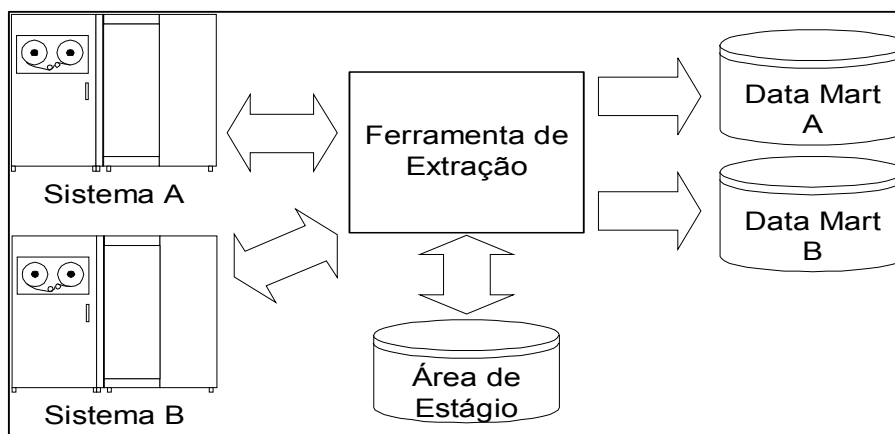 Sistema A
Sistema B
Ferramenta de
Extração
Área de
Estágio
Data Mart
A
Data Mart
B